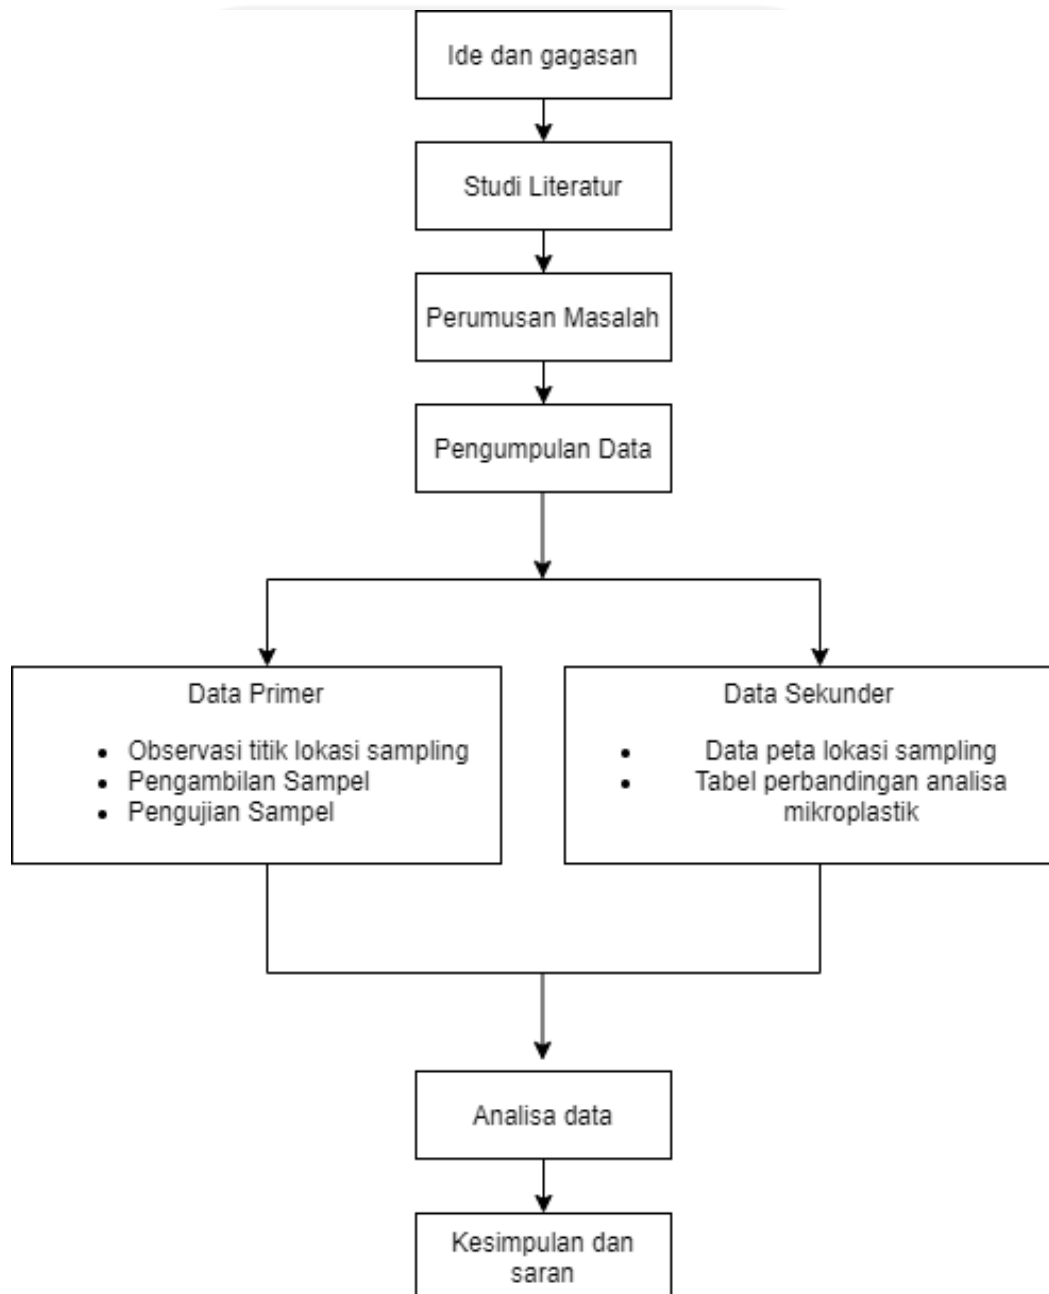 Ide dan gagasan
Studi Literatur
Perumusan Masalah
Pengumpulan Data
Data Primer
• Observasi titik lokasi sampling
• Pengambilan Sampel
• Pengujian Sampel
Data Sekunder
• Data peta lokasi sampling
• Tabel perbandingan analisa
mikroplastik
Analisa data
Kesimpulan dan
saran